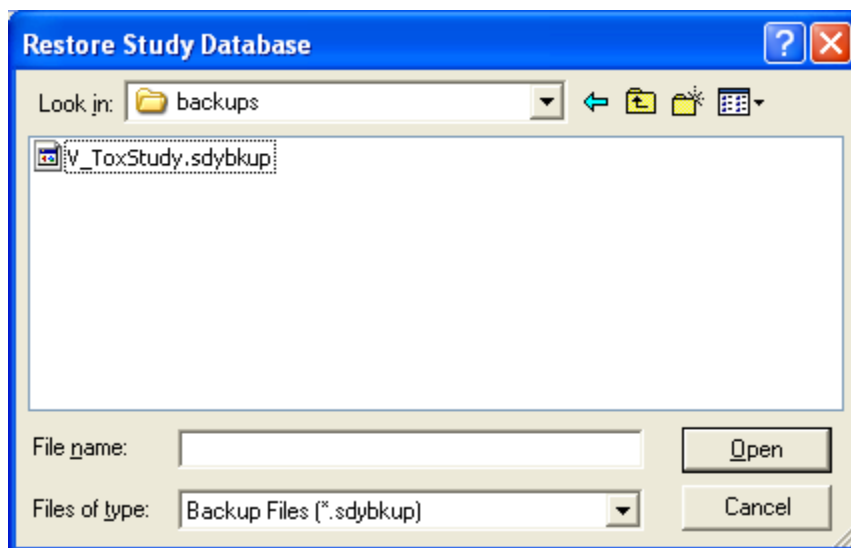 Restore Study Database
Look in: backups
V_ToxStudy.sdybkup
File name:
Open
Files of type: Backup Files (*.sdybkup)
Cancel